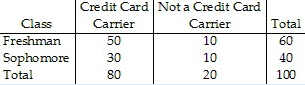 Credit Card Not a Credit Card
Class Carrier Carrier Total
Freshman 50 10 60
Sophomore 30 10 40
Total 80 20 100